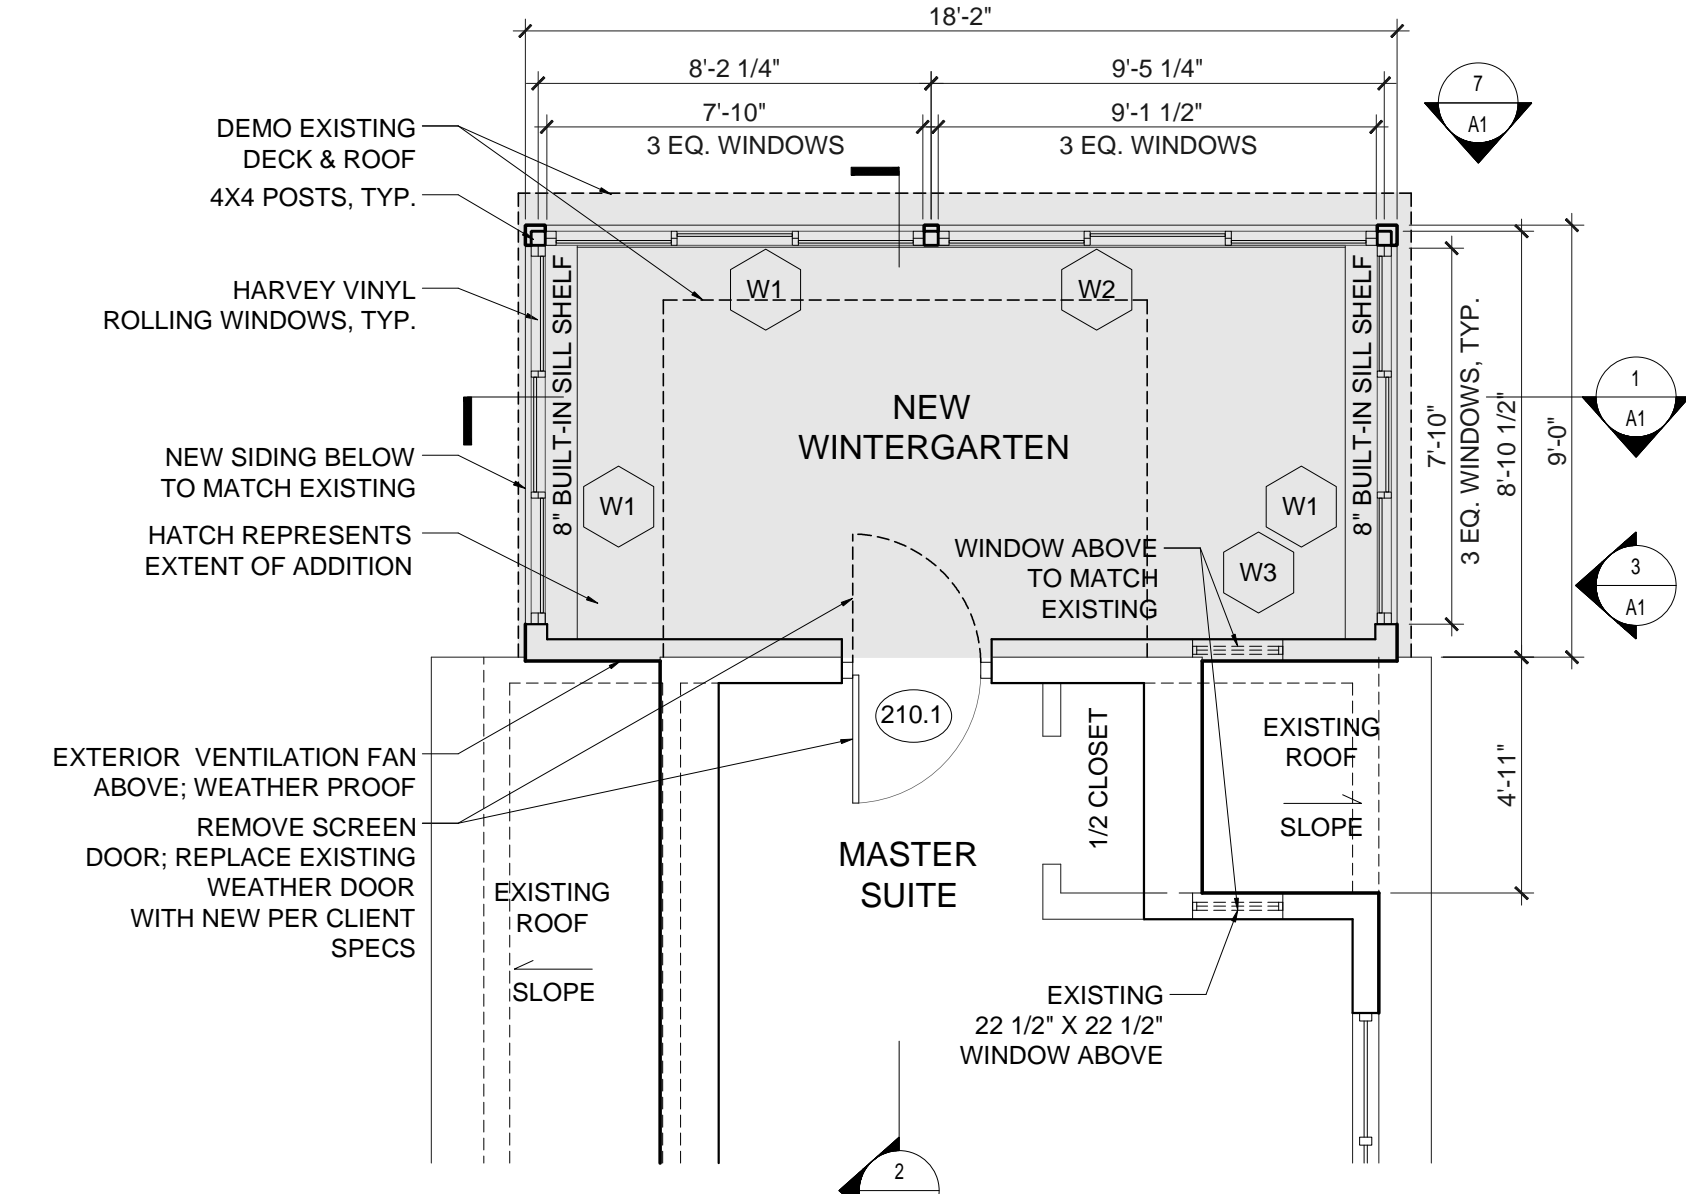 18'-2"
8'-2 1/4"
9'-5 1/4"
7'-10"
9'-1 1/2"
3 EQ. WINDOWS
3 EQ. WINDOWS
7
A1
DEMO EXISTING
DECK & ROOF
4X4 POSTS, TYP.
HARVEY VINYL
ROLLING WINDOWS, TYP.
NEW SIDING BELOW
TO MATCH EXISTING
HATCH REPRESENTS
EXTENT OF ADDITION
8" BUILT-IN SILL SHELF
W1
W2
NEW
WINTERGARTEN
W1
W1
W3
WINDOW ABOVE
TO MATCH
EXISTING
8" BUILT-IN SILL SHELF
7'-10"
3 EQ. WINDOWS, TYP.
8'-10 1/2"
9'-0"
1
A1
3
A1
EXTERIOR  VENTILATION FAN
ABOVE; WEATHER PROOF
REMOVE SCREEN
DOOR; REPLACE EXISTING
WEATHER DOOR
WITH NEW PER CLIENT
SPECS
210.1
1/2 CLOSET
EXISTING
ROOF
SLOPE
4'-11"
MASTER
SUITE
EXISTING
ROOF
SLOPE
EXISTING
22 1/2" X 22 1/2"
WINDOW ABOVE
2